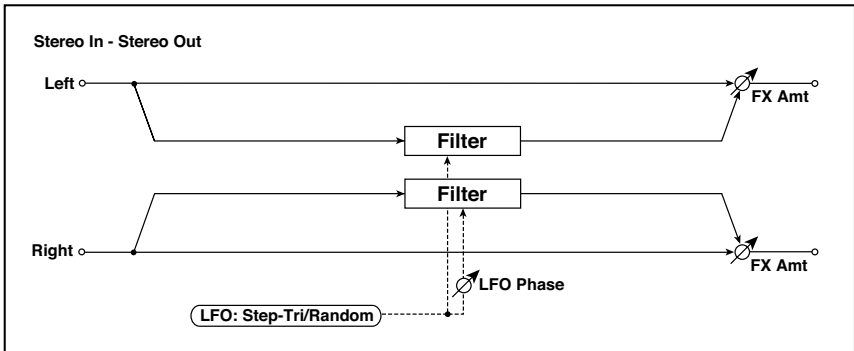 Stereo In - Stereo Out
Left
FX Amt
Filter
Filter
Right
FX Amt
LFO Phase
LFO: Step-Tri/Random